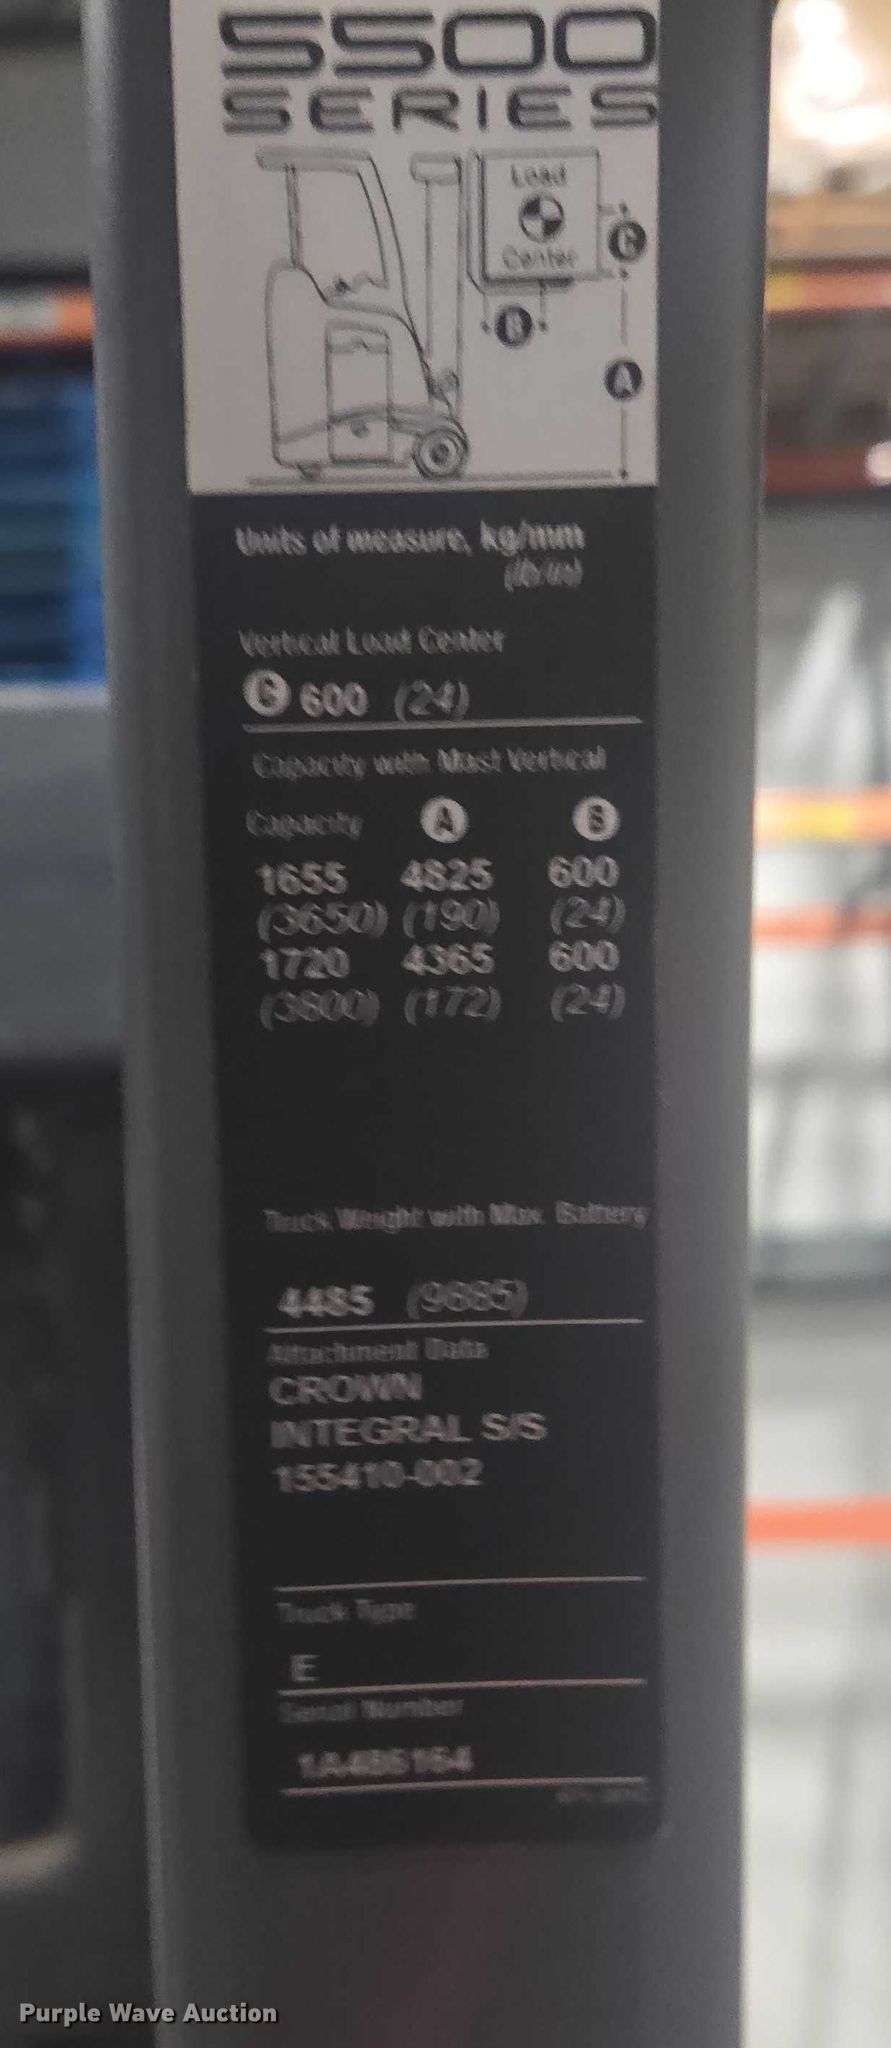 SSOO
SERIES
Load
Center
C
B
A
Units of measure, kg/mm
(lb/in)
Vertical Load Center
C 600 (24)
Capacity with Mast Vertical
Capacity A B
1655 4825 600
(3650) (190) (24)
1720 4365 600
(3800) (172) (24)
Truck Weight with Max. Battery
4485 (9885)
Attachment Data
CROWN
INTEGRAL S/S
155410-002
Truck Type
E
Serial Number
1A486164
Purple Wave Auction